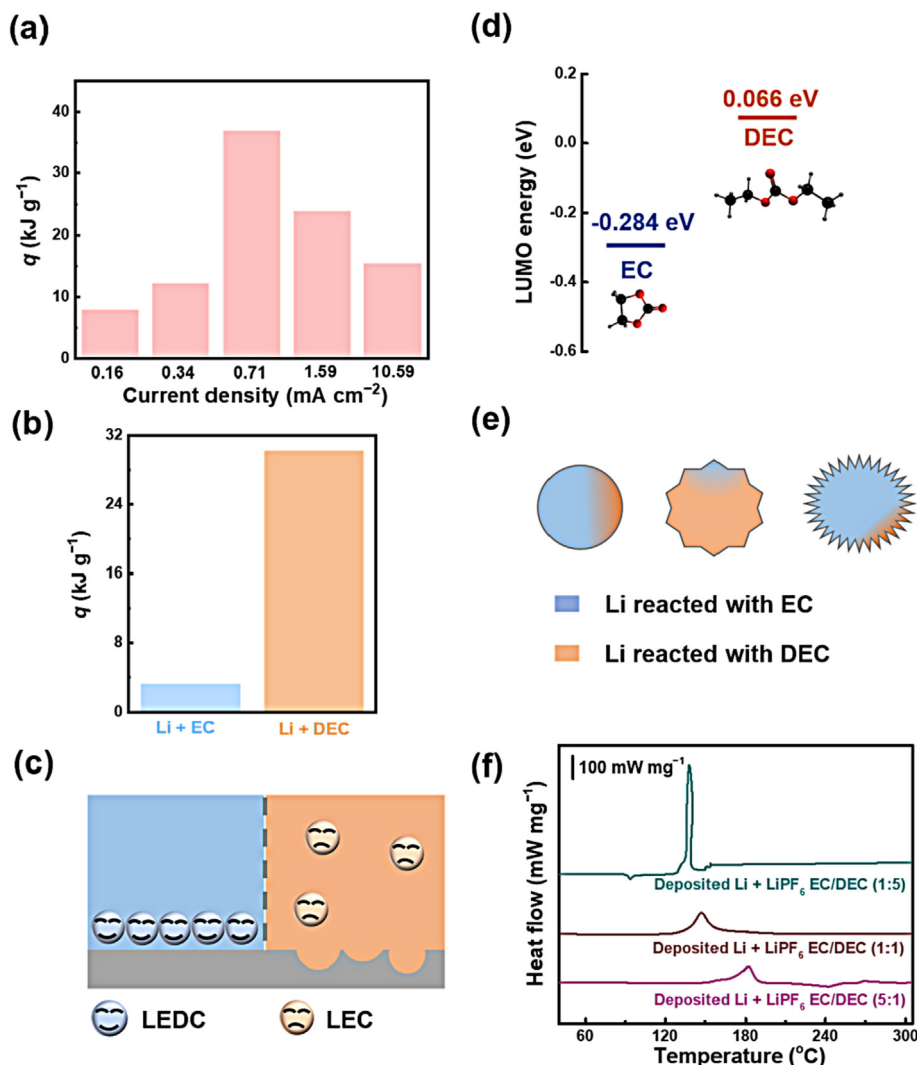 (a)
q (kJ g⁻¹)
40
30
20
10
0
0.16 0.34 0.71 1.59 10.59
Current density (mA cm⁻²)
(b)
q (kJ g⁻¹)
32
24
16
8
0
Li + EC Li + DEC
(c)
LEDC LEC
(d)
LUMO energy (eV)
0.2
0.0
-0.2
-0.4
-0.6
0.066 eV
DEC
-0.284 eV
EC
(e)
Li reacted with EC
Li reacted with DEC
(f)
Heat flow (mW mg⁻¹)
100 mW mg⁻¹
Deposited Li + LiPF₆ EC/DEC (1:5)
Deposited Li + LiPF₆ EC/DEC (1:1)
Deposited Li + LiPF₆ EC/DEC (5:1)
60 120 180 240 300
Temperature (°C)